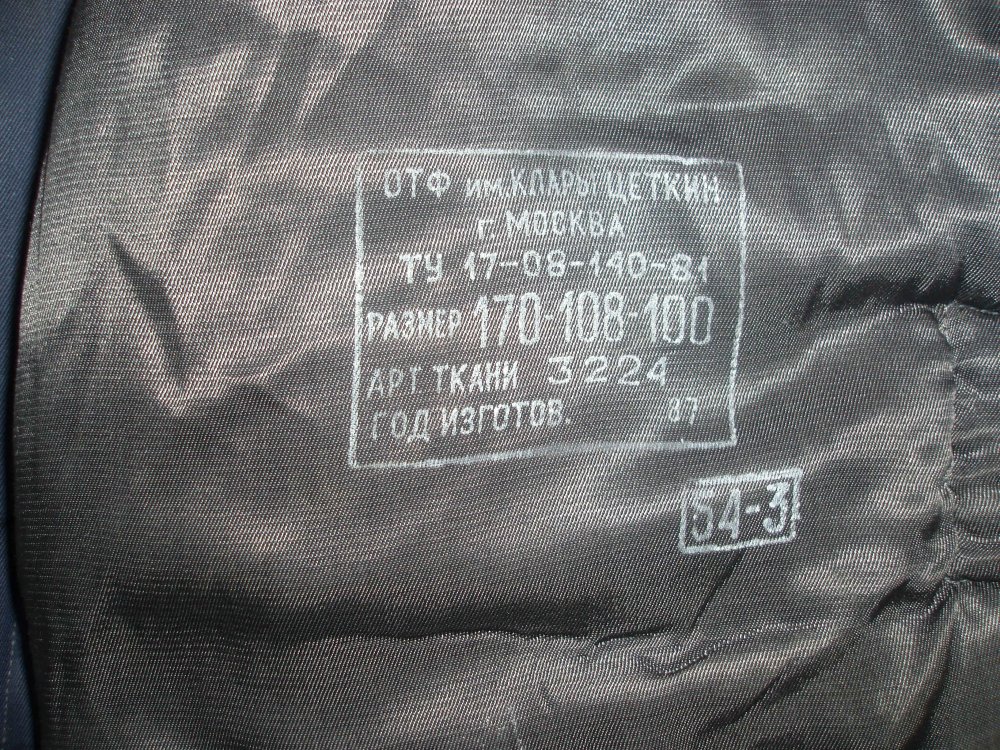 ОТФ им.КЛАРЫ ЦЕТКИН
г. МОСКВА
ТУ 17-08-140-81
РАЗМЕР 170-108-100
АРТ ТКАНИ 3224
ГОД ИЗГОТОВ. 87
54-3